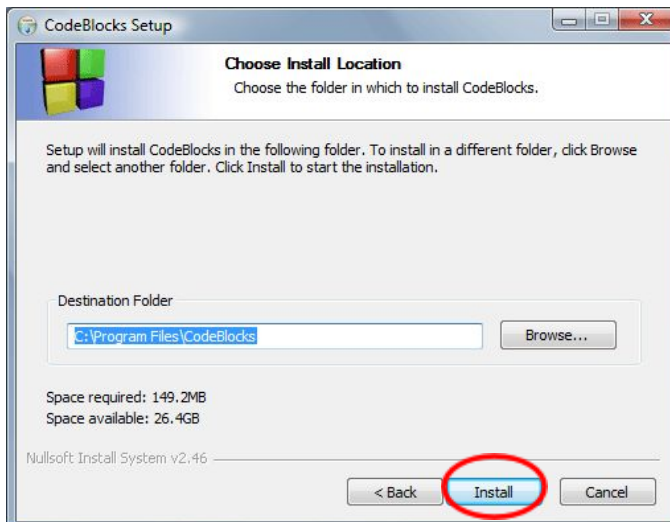 CodeBlocks Setup
Choose Install Location
Choose the folder in which to install CodeBlocks.
Setup will install CodeBlocks in the following folder. To install in a different folder, click Browse
and select another folder. Click Install to start the installation.
Destination Folder
C:\Program Files\CodeBlocks
Browse...
Space required: 149.2MB
Space available: 26.4GB
Nullsoft Install System v2.46
< Back
Install
Cancel